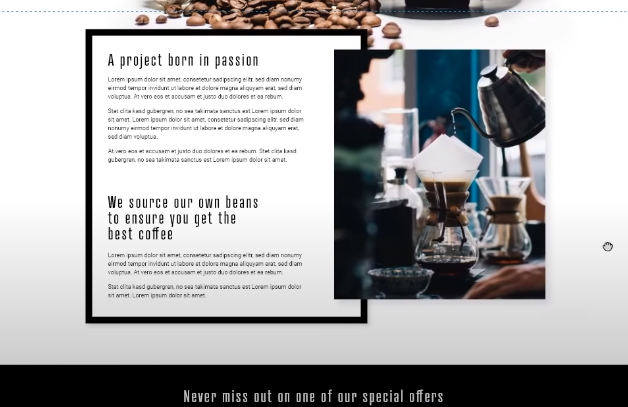 A project born in passion
Lorem ipsum dolor sit amet, consetetur sadipscing elitr, sed diam nonumy
eirmod tempor invidunt ut labore et dolore magna aliquyam erat, sed diam
voluptua. At vero eos et accusam et justo duo dolores et ea rebum.
Stet clita kasd gubergren, no sea takimata sanctus est Lorem ipsum dolor
sit amet. Lorem ipsum dolor sit amet, consetetur sadipscing elitr, sed diam
nonumy eirmod tempor invidunt ut labore et dolore magna aliquyam erat,
sed diam voluptua.
At vero eos et accusam et justo duo dolores et ea rebum. Stet clita kasd
gubergren, no sea takimata sanctus est Lorem ipsum dolor sit amet.
We source our own beans
to ensure you get the
best coffee
Lorem ipsum dolor sit amet, consetetur sadipscing elitr, sed diam nonumy
eirmod tempor invidunt ut labore et dolore magna aliquyam erat, sed diam
voluptua. At vero eos et accusam et justo duo dolores et ea rebum.
Stet clita kasd gubergren, no sea takimata sanctus est Lorem ipsum dolor
sit amet. Lorem ipsum dolor sit amet.
Never miss out on one of our special offers